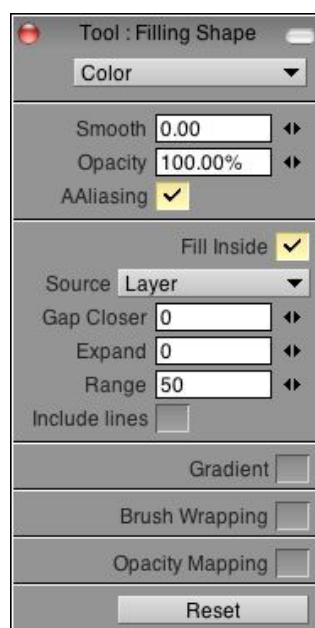 Tool : Filling Shape
Color
Smooth 0.00
Opacity 100.00%
AAliasing
Fill Inside
Source Layer
Gap Closer 0
Expand 0
Range 50
Include lines
Gradient
Brush Wrapping
Opacity Mapping
Reset